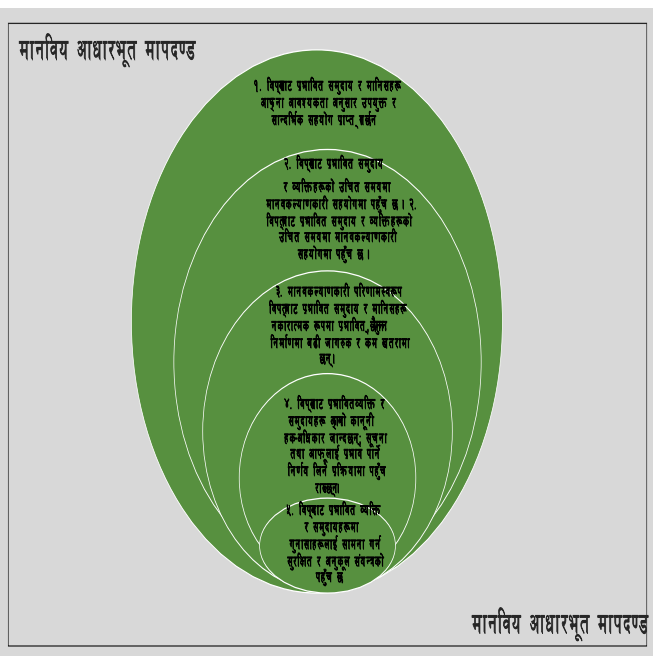 मानविय आधारभूत मापदण्ड
१. विपद्बाट प्रभावित समुदाय र मानिसहरू
आफ्ना आवश्यकता अनुसार उपयुक्त र
सान्दर्भिक सहयोग प्राप्त गर्छन
२. विपद्बाट प्रभावित समुदाय
र व्यक्तिहरूको उचित समयमा
मानवकल्याणकारी सहयोगमा पहुँच छ । २.
विपद्बाट प्रभावित समुदाय र व्यक्तिहरूको
उचित समयमा मानवकल्याणकारी
सहयोगमा पहुँच छ ।
३. मानवकल्याणकारी परिणामस्वरूप
विपद्बाट प्रभावित समुदाय र मानिसहरू
नकारात्मक रूपमा प्रभावित
निर्माणमा बढी जागरुक र कम खतरामा
छन्।
४. विपद्बाट प्रभावितव्यक्ति र
समुदायहरू कानूनी
हक-अधिकार जान्दछन्; सूचना
तथा आफूलाई प्रभाव पार्ने
निर्णय लिने प्रक्रियामा पहुँच
राख्छन्।
५. विपद्बाट प्रभावित व्यक्ति
र समुदायहरूमा
गुनासाहरूलाई सामना गर्न
सुरक्षित र अनुकूल संयन्त्रको
पहुँच छ
मानविय आधारभूत मापदण्ड